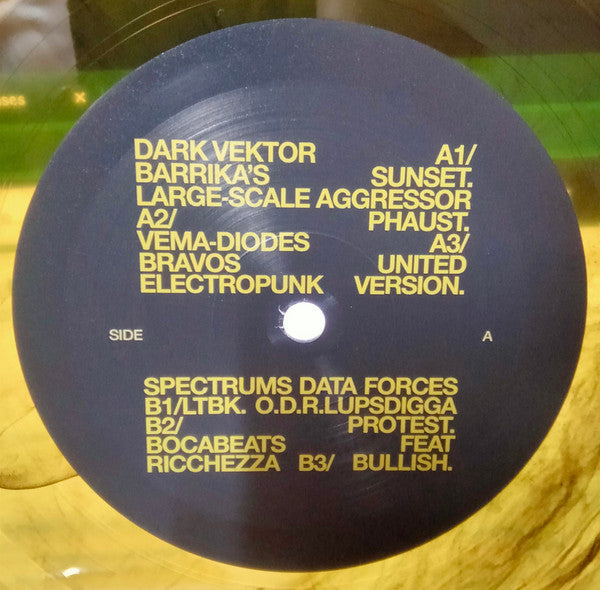 ses x
DARK VEKTOR A1/
BARRIKA'S SUNSET.
LARGE-SCALE AGGRESSOR
A2/ PHAUST.
VEMA-DIODES A3/
BRAVOS UNITED
ELECTROPUNK VERSION.
SIDE A
SPECTRUMS DATA FORCES
B1/LTBK. O.D.R.LUPSDIGGA
B2/ PROTEST.
BOCABEATS FEAT
RICCHEZZA B3/ BULLISH.